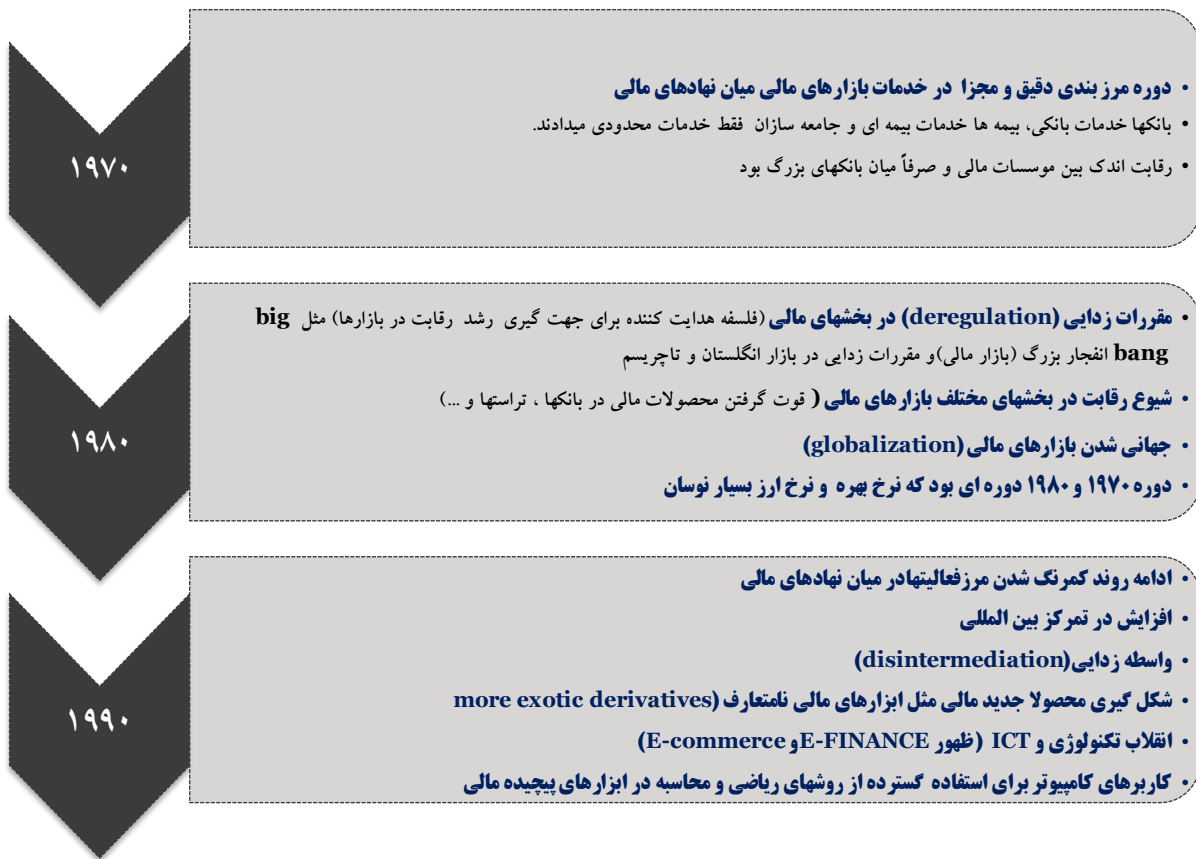 ۱۹۷۰
• دوره مرز بندی دقیق و مجزا در خدمات بازارهای مالی میان نهادهای مالی
• بانکها خدمات بانکی، بیمه ها خدمات بیمه ای و جامعه سازان فقط خدمات محدودی میدادند.
• رقابت اندک بین موسسات مالی و صرفاً میان بانکهای بزرگ بود
۱۹۸۰
• مقررات زدایی (deregulation) در بخشهای مالی (فلسفه هدایت کننده برای جهت گیری رشد رقابت در بازارها) مثل big
bang انفجار بزرگ (بازار مالی)و مقررات زدایی در بازار انگلستان و تاچریسم
• شیوع رقابت در بخشهای مختلف بازارهای مالی ( قوت گرفتن محصولات مالی در بانکها ، تراستها و ...)
• جهانی شدن بازارهای مالی (globalization)
• دوره ۱۹۷۰ و ۱۹۸۰ دوره ای بود که نرخ بهره و نرخ ارز بسیار نوسان
۱۹۹۰
• ادامه روند کمرنگ شدن مرزفعالیتهادر میان نهادهای مالی
• افزایش در تمرکز بین المللی
• واسطه زدایی(disintermediation)
• شکل گیری محصولا جدید مالی مثل ابزارهای مالی نامتعارف (more exotic derivatives)
• انقلاب تکنولوژی و ICT (ظهور E-FINANCE و E-commerce)
• کاربرهای کامپیوتر برای استفاده گسترده از روشهای ریاضی و محاسبه در ابزارهای پیچیده مالی